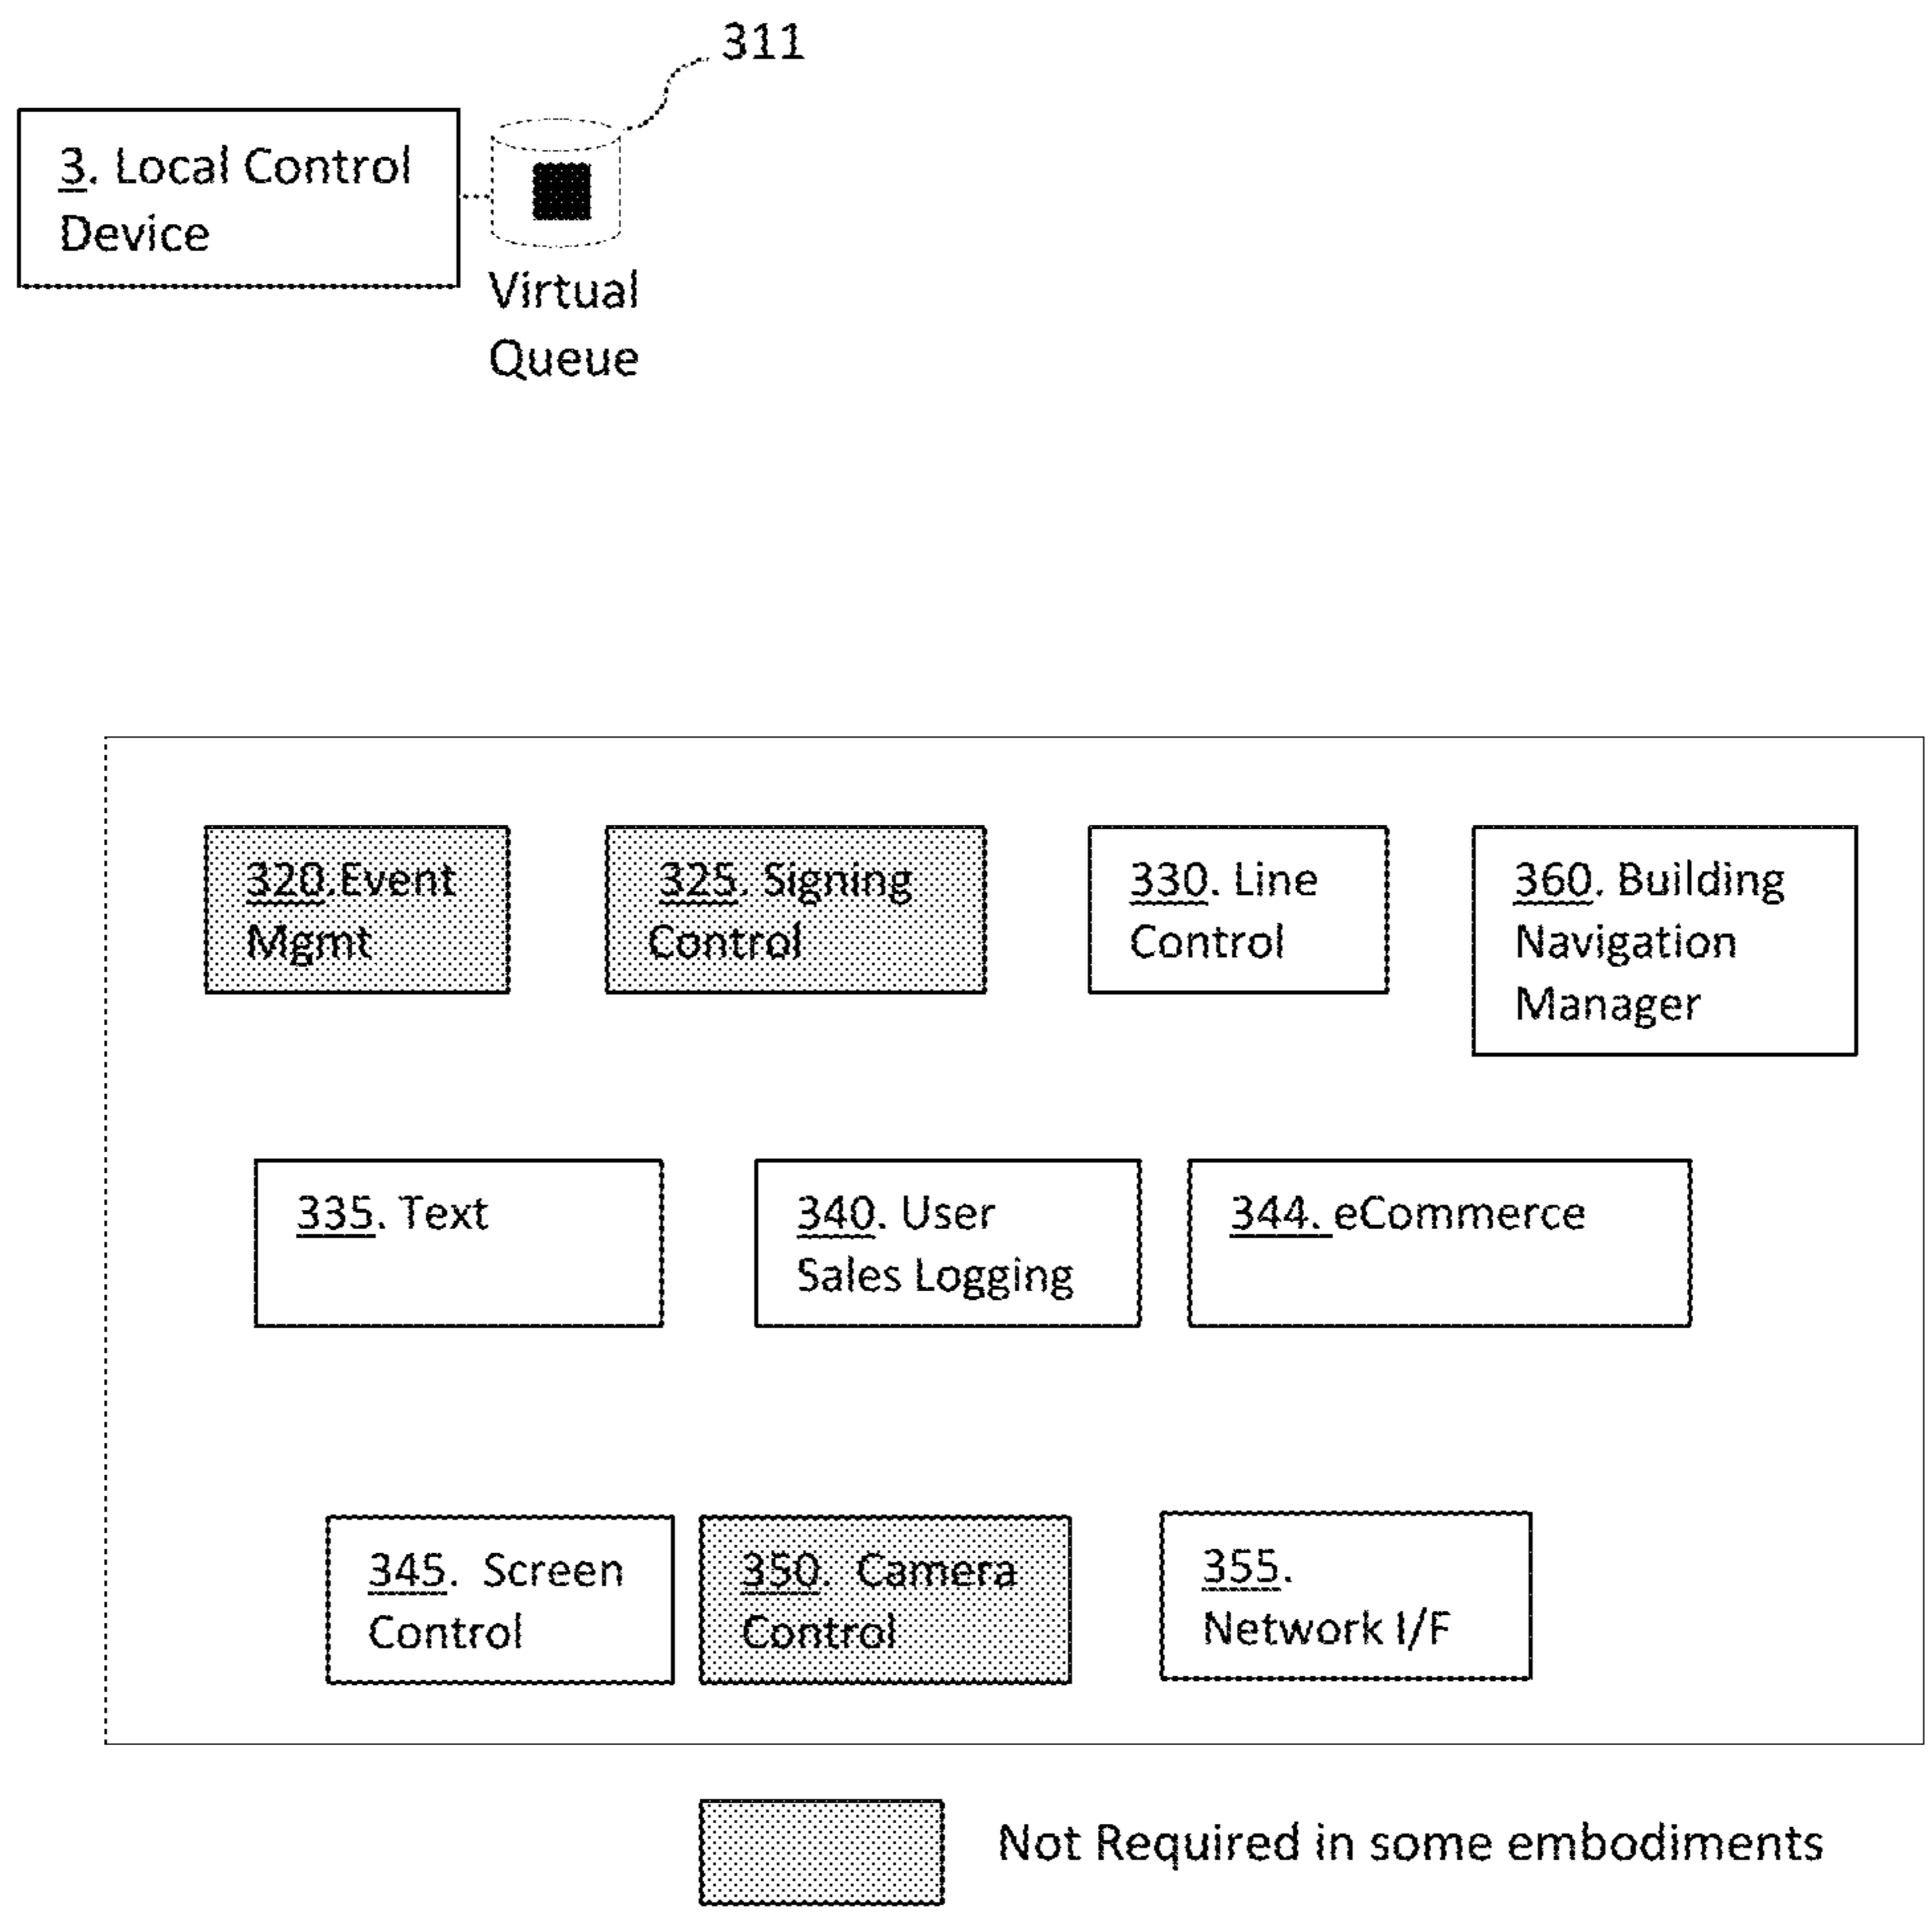 311
3. Local Control
Device
Virtual
Queue
320.Event
Mgmt
325. Signing
Control
330. Line
Control
360. Building
Navigation
Manager
335. Text
340. User
Sales Logging
344. eCommerce
345. Screen
Control
350. Camera
Control
355.
Network I/F
Not Required in some embodiments